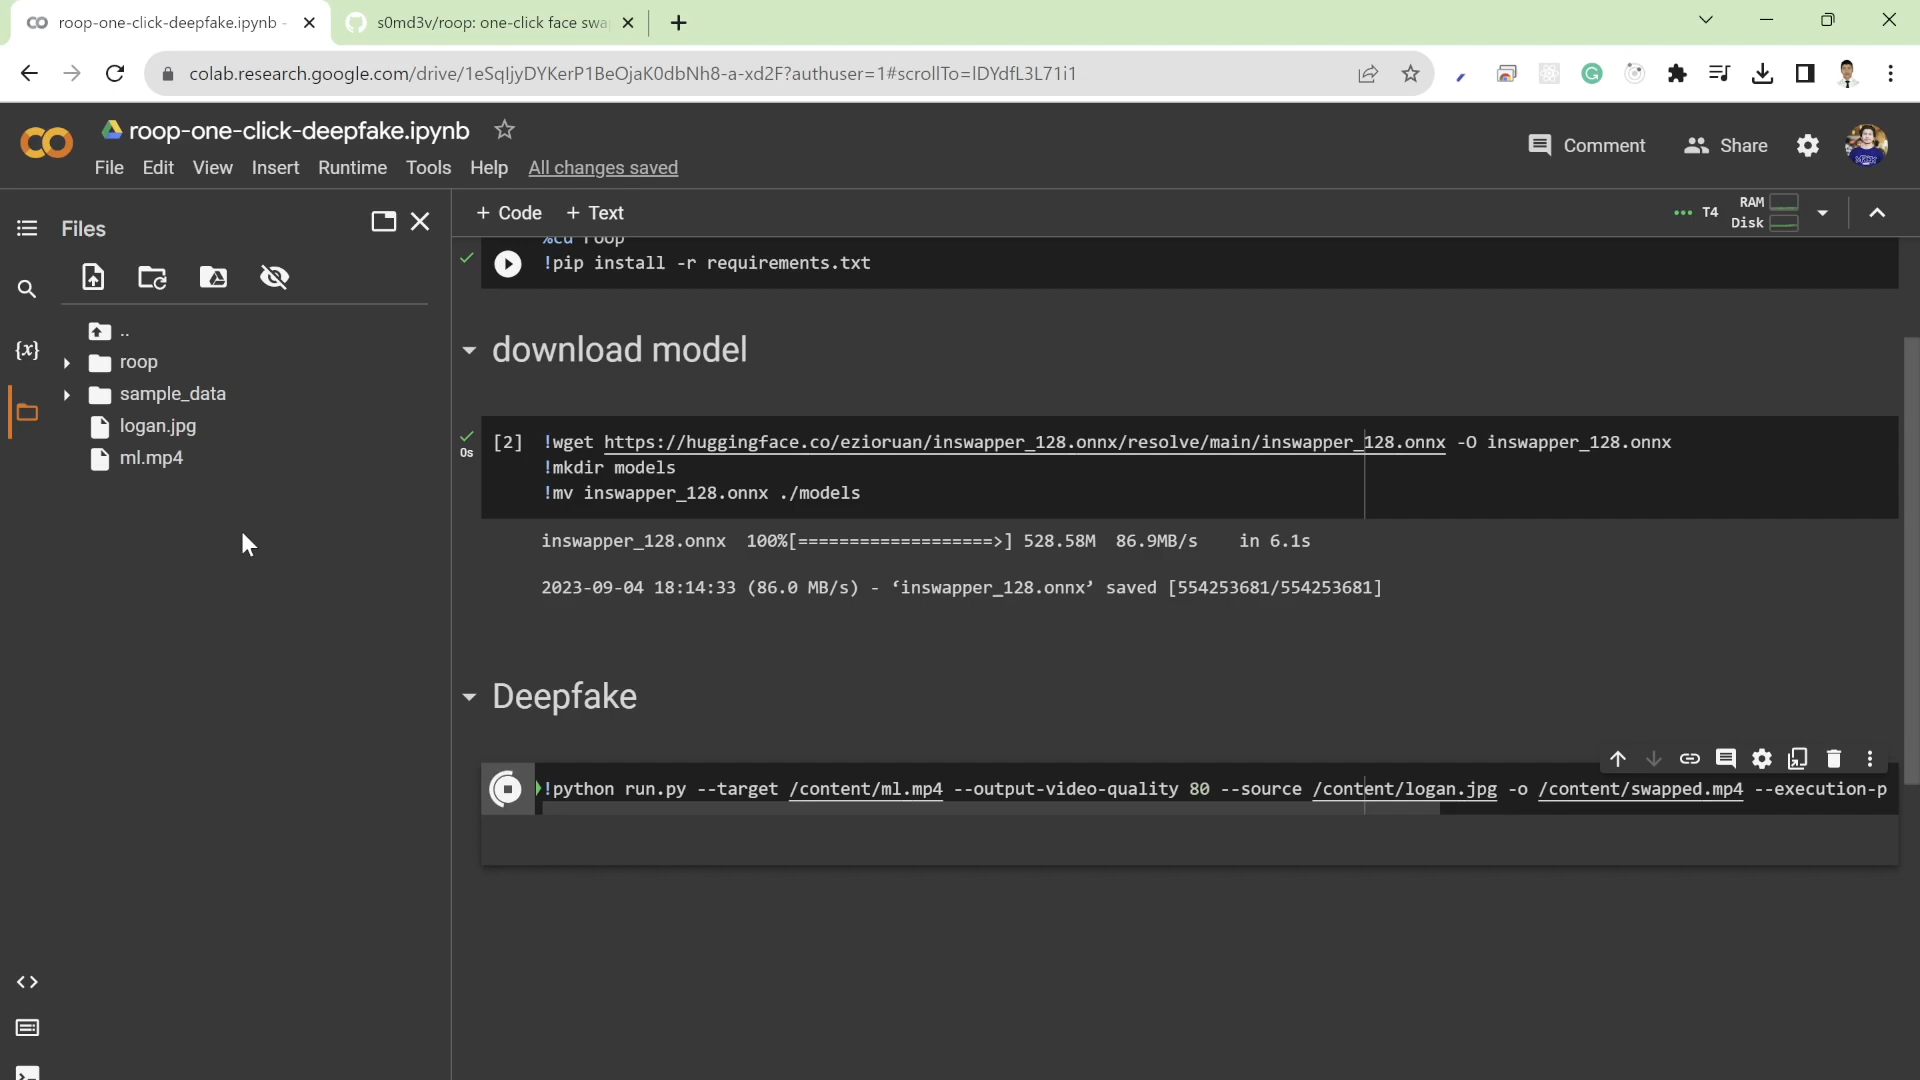 roop-one-click-deepfake.ipynb -
s0md3v/roop: one-click face swa
colab.research.google.com/drive/1eSqljyDYKerP1BeOjaK0dbNh8-a-xd2F?authuser=1#scrollTo=lDYdfL3L71i1
roop-one-click-deepfake.ipynb
Comment
Share
File Edit View Insert Runtime Tools Help All changes saved
Files
+ Code + Text
T4
RAM
Disk
%cd roop
!pip install -r requirements.txt
..
roop
sample_data
logan.jpg
ml.mp4
{x}
download model
0s
[2]
!wget https://huggingface.co/ezioruan/inswapper_128.onnx/resolve/main/inswapper_128.onnx -O inswapper_128.onnx
!mkdir models
!mv inswapper_128.onnx ./models
inswapper_128.onnx 100%[===================>] 528.58M 86.9MB/s in 6.1s
2023-09-04 18:14:33 (86.0 MB/s) - ‘inswapper_128.onnx’ saved [554253681/554253681]
Deepfake
!python run.py --target /content/ml.mp4 --output-video-quality 80 --source /content/logan.jpg -o /content/swapped.mp4 --execution-p